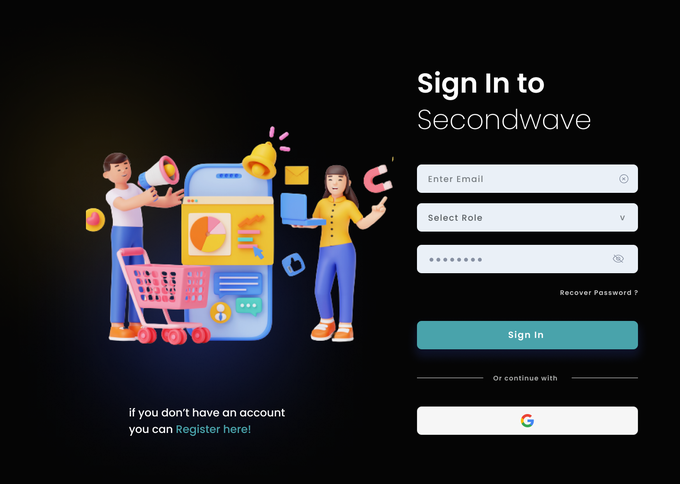 Sign In to
Secondwave
Enter Email
Select Role
v
Recover Password ?
Sign In
Or continue with
G
if you don't have an account
you can Register here!